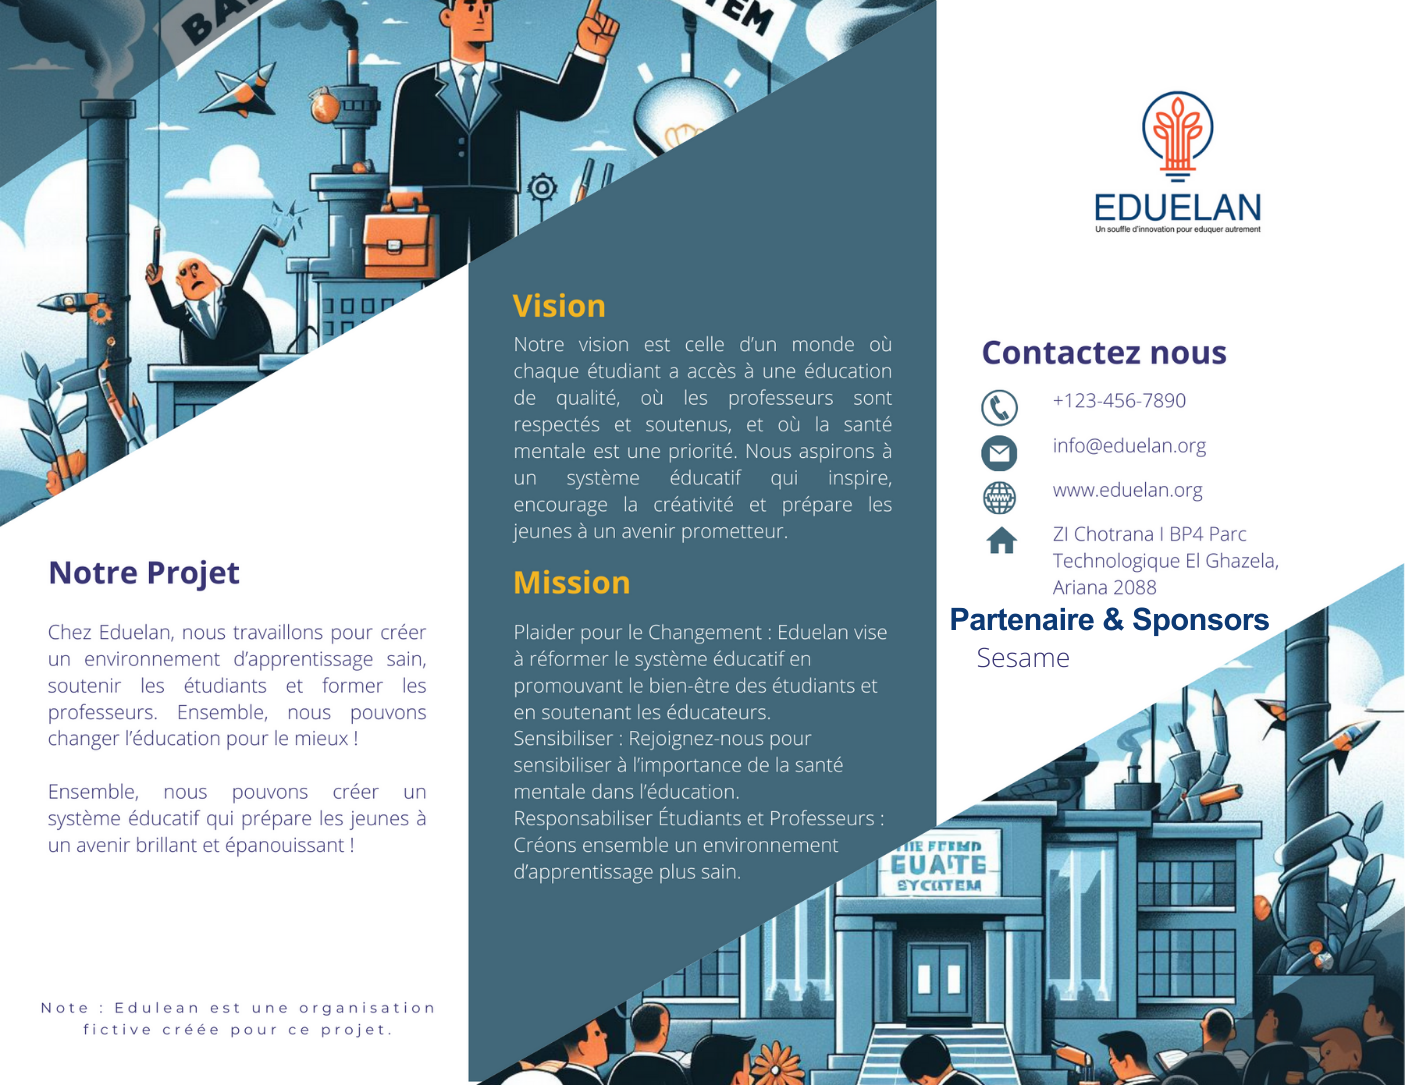 BA
TEM
Notre Projet
Chez Eduelan, nous travaillons pour créer
un environnement d’apprentissage sain,
soutenir les étudiants et former les
professeurs. Ensemble, nous pouvons
changer l’éducation pour le mieux !
Ensemble, nous pouvons créer un
système éducatif qui prépare les jeunes à
un avenir brillant et épanouissant !
Note : Edulean est une organisation
fictive créée pour ce projet.
Vision
Notre vision est celle d’un monde où
chaque étudiant a accès à une éducation
de qualité, où les professeurs sont
respectés et soutenus, et où la santé
mentale est une priorité. Nous aspirons à
un système éducatif qui inspire,
encourage la créativité et prépare les
jeunes à un avenir prometteur.
Mission
Plaider pour le Changement : Eduelan vise
à réformer le système éducatif en
promouvant le bien-être des étudiants et
en soutenant les éducateurs.
Sensibiliser : Rejoignez-nous pour
sensibiliser à l’importance de la santé
mentale dans l’éducation.
Responsabiliser Étudiants et Professeurs :
Créons ensemble un environnement
d’apprentissage plus sain.
EDUELAN
Un souffle d’innovation pour eduquer autrement
Contactez nous
+123-456-7890
info@eduelan.org
www.eduelan.org
ZI Chotrana I BP4 Parc
Technologique El Ghazela,
Ariana 2088
Partenaire & Sponsors
Sesame